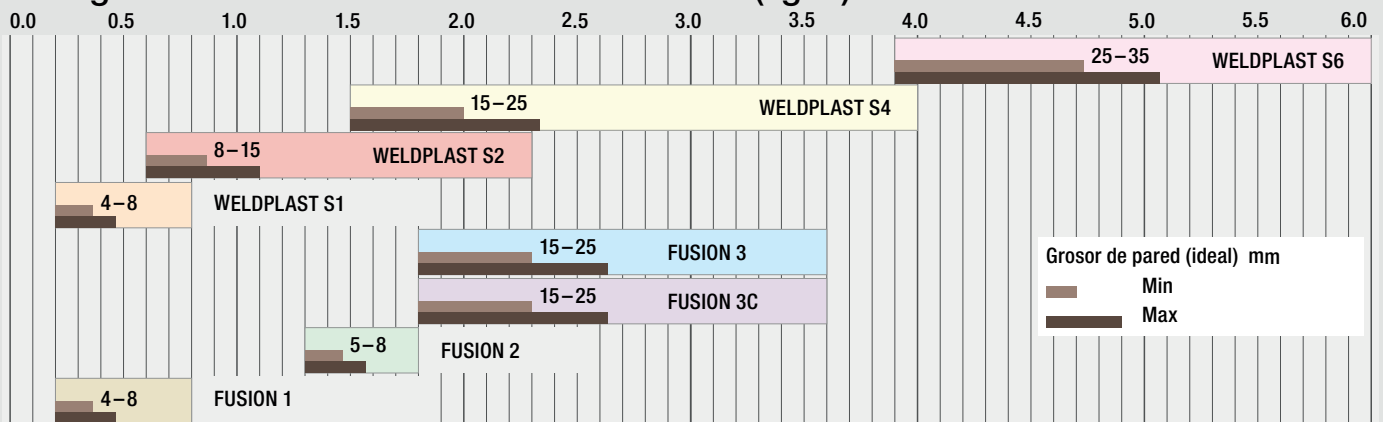 0.0 0.5 1.0 1.5 2.0 2.5 3.0 3.5 4.0 4.5 5.0 5.5 6.0
25–35 WELDPLAST S6
15–25 WELDPLAST S4
8–15 WELDPLAST S2
4–8 WELDPLAST S1
15–25 FUSION 3
Grosor de pared (ideal) mm
Min
Max
15–25 FUSION 3C
5–8 FUSION 2
4–8 FUSION 1